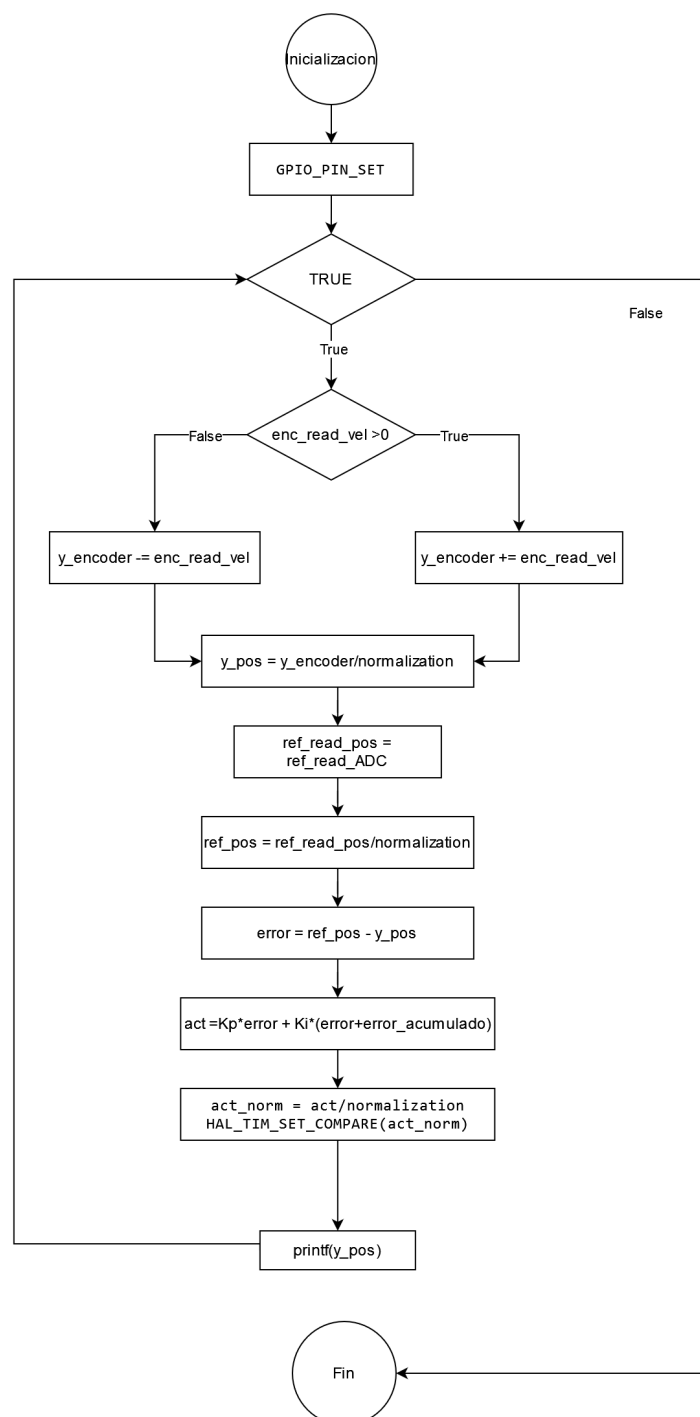 Inicializacion
GPIO_PIN_SET
TRUE
False
True
enc_read_vel >0
False
True
y_encoder -= enc_read_vel
y_encoder += enc_read_vel
y_pos = y_encoder/normalization
ref_read_pos =
ref_read_ADC
ref_pos = ref_read_pos/normalization
error = ref_pos - y_pos
act =Kp*error + Ki*(error+error_acumulado)
act_norm = act/normalization
HAL_TIM_SET_COMPARE(act_norm)
printf(y_pos)
Fin